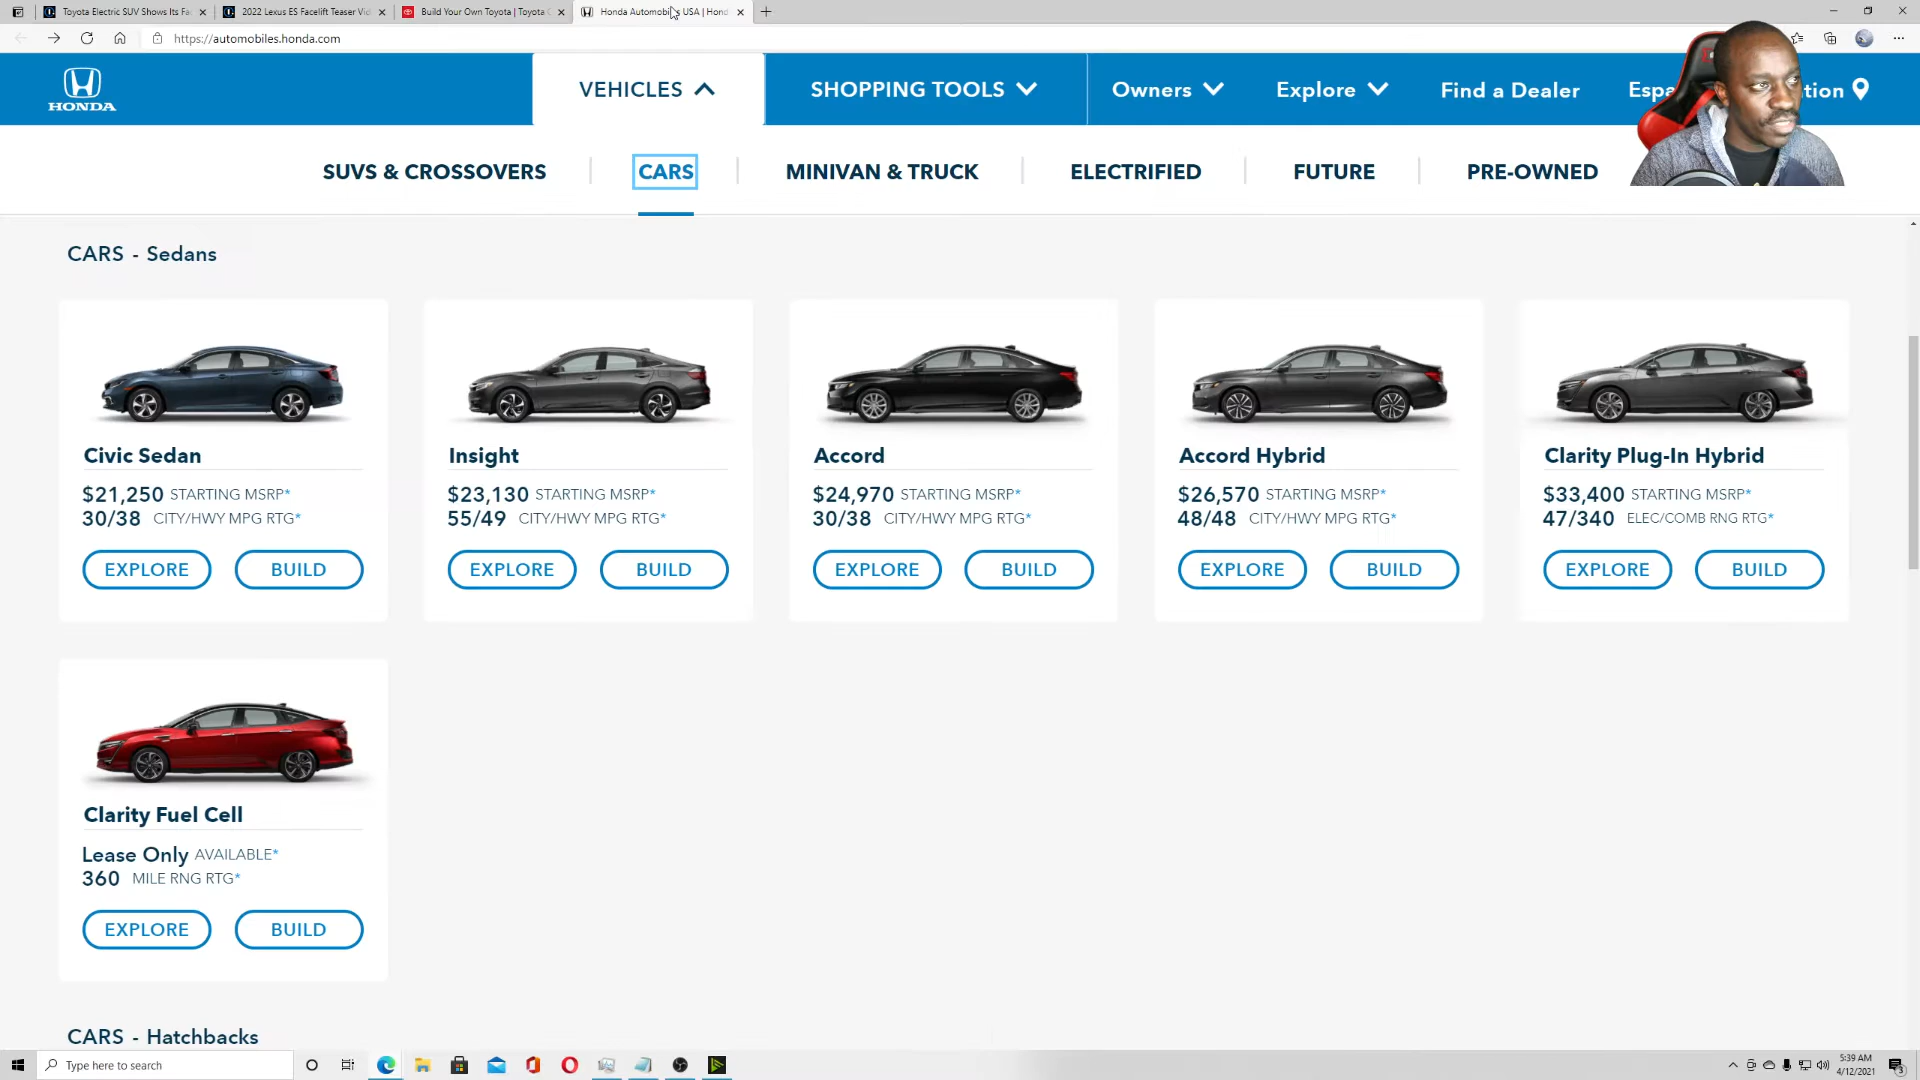 Toyota Electric SUV Shows Its Fac
2022 Lexus ES Facelift Teaser Vid
Build Your Own Toyota | Toyota C
Honda Automobiles USA | Hond
https://automobiles.honda.com
HONDA
VEHICLES
SHOPPING TOOLS
Owners
Explore
Find a Dealer
Espa
tion
SUVS & CROSSOVERS
CARS
MINIVAN & TRUCK
ELECTRIFIED
FUTURE
PRE-OWNED
CARS - Sedans
Civic Sedan
$21,250 STARTING MSRP*
30/38 CITY/HWY MPG RTG*
EXPLORE
BUILD
Insight
$23,130 STARTING MSRP*
55/49 CITY/HWY MPG RTG*
EXPLORE
BUILD
Accord
$24,970 STARTING MSRP*
30/38 CITY/HWY MPG RTG*
EXPLORE
BUILD
Accord Hybrid
$26,570 STARTING MSRP*
48/48 CITY/HWY MPG RTG*
EXPLORE
BUILD
Clarity Plug-In Hybrid
$33,400 STARTING MSRP*
47/340 ELEC/COMB RNG RTG*
EXPLORE
BUILD
Clarity Fuel Cell
Lease Only AVAILABLE*
360 MILE RNG RTG*
EXPLORE
BUILD
CARS - Hatchbacks
Type here to search
5:39 AM
4/12/2021
3